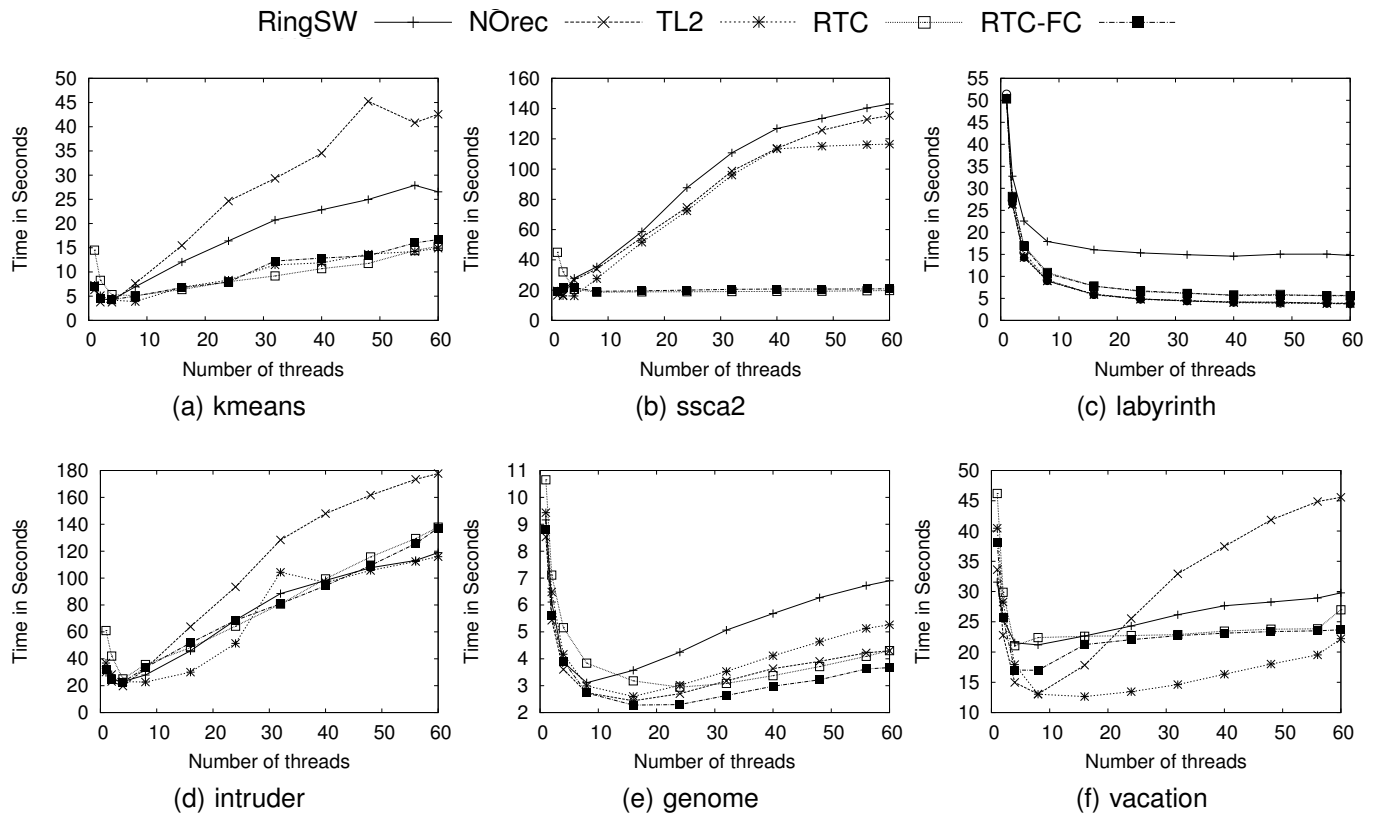 RingSW NOrec TL2 RTC RTC-FC
50
45
40
35
30
25
20
15
10
5
0
Time in Seconds
0 10 20 30 40 50 60
Number of threads
(a) kmeans
160
140
120
100
80
60
40
20
0
Time in Seconds
0 10 20 30 40 50 60
Number of threads
(b) ssca2
55
50
45
40
35
30
25
20
15
10
5
0
Time in Seconds
0 10 20 30 40 50 60
Number of threads
(c) labyrinth
180
160
140
120
100
80
60
40
20
0
Time in Seconds
0 10 20 30 40 50 60
Number of threads
(d) intruder
11
10
9
8
7
6
5
4
3
2
Time in Seconds
0 10 20 30 40 50 60
Number of threads
(e) genome
50
45
40
35
30
25
20
15
10
Time in Seconds
0 10 20 30 40 50 60
Number of threads
(f) vacation